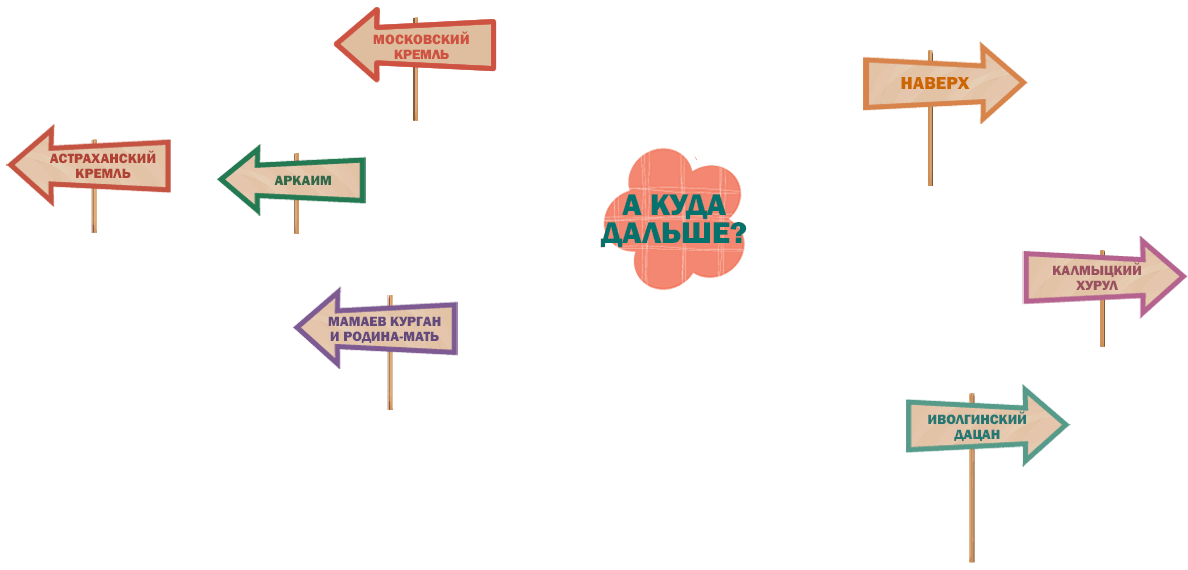 МОСКОВСКИЙ
КРЕМЛЬ
НАВЕРХ
АСТРАХАНСКИЙ
КРЕМЛЬ
АРКАИМ
А КУДА
ДАЛЬШЕ?
КАЛМЫЦКИЙ
ХУРУЛ
МАМАЕВ КУРГАН
И РОДИНА-МАТЬ
ИВОЛГИНСКИЙ
ДАЦАН